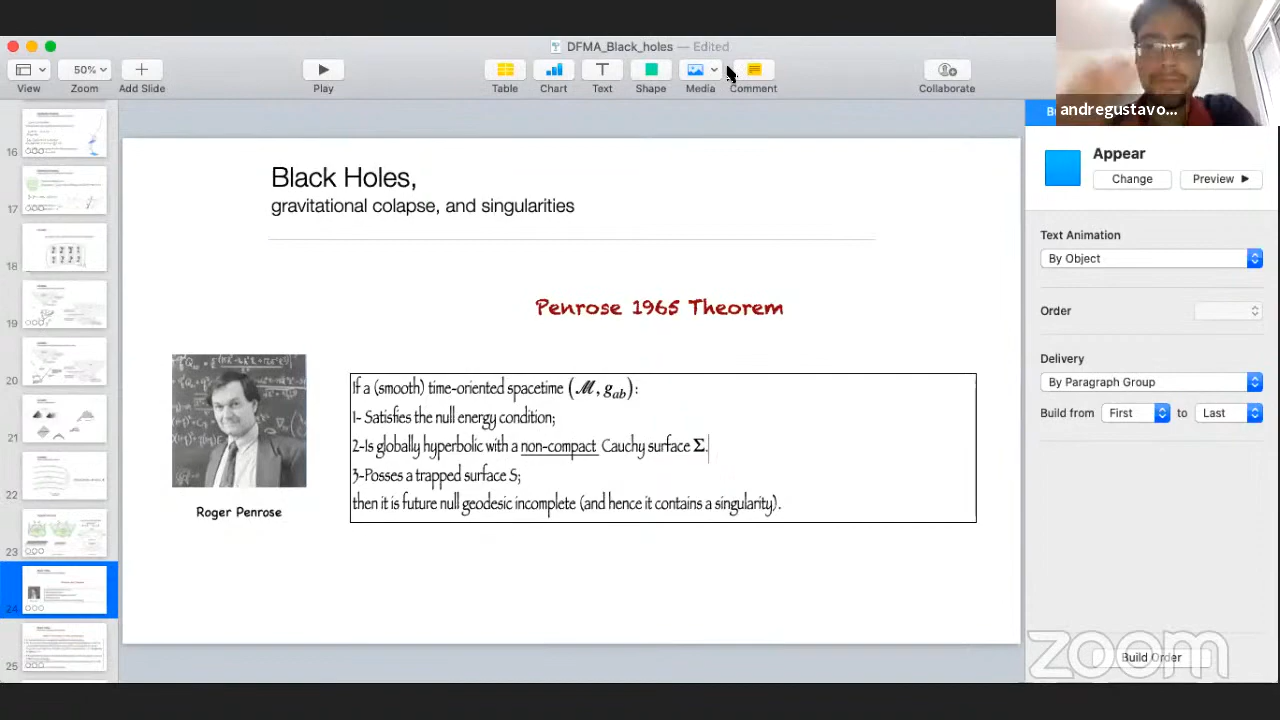 DFMA_Black_holes — Edited
50%
View
Zoom
Add Slide
Play
Table
Chart
Text
Shape
Media
Comment
Collaborate
andregustavo...
16
17
18
19
20
21
22
23
24
25
Black Holes,
gravitational colapse, and singularities
Penrose 1965 Theorem
Roger Penrose
If a (smooth) time-oriented spacetime (ℳ, g_ab):
1- Satisfies the null energy condition;
2-Is globally hyperbolic with a non-compact Cauchy surface Σ.
3-Posses a trapped surface S;
then it is future null geodesic incomplete (and hence it contains a singularity).
Appear
Change
Preview
Text Animation
By Object
Order
Delivery
By Paragraph Group
Build from First to Last
Build Order
zoom